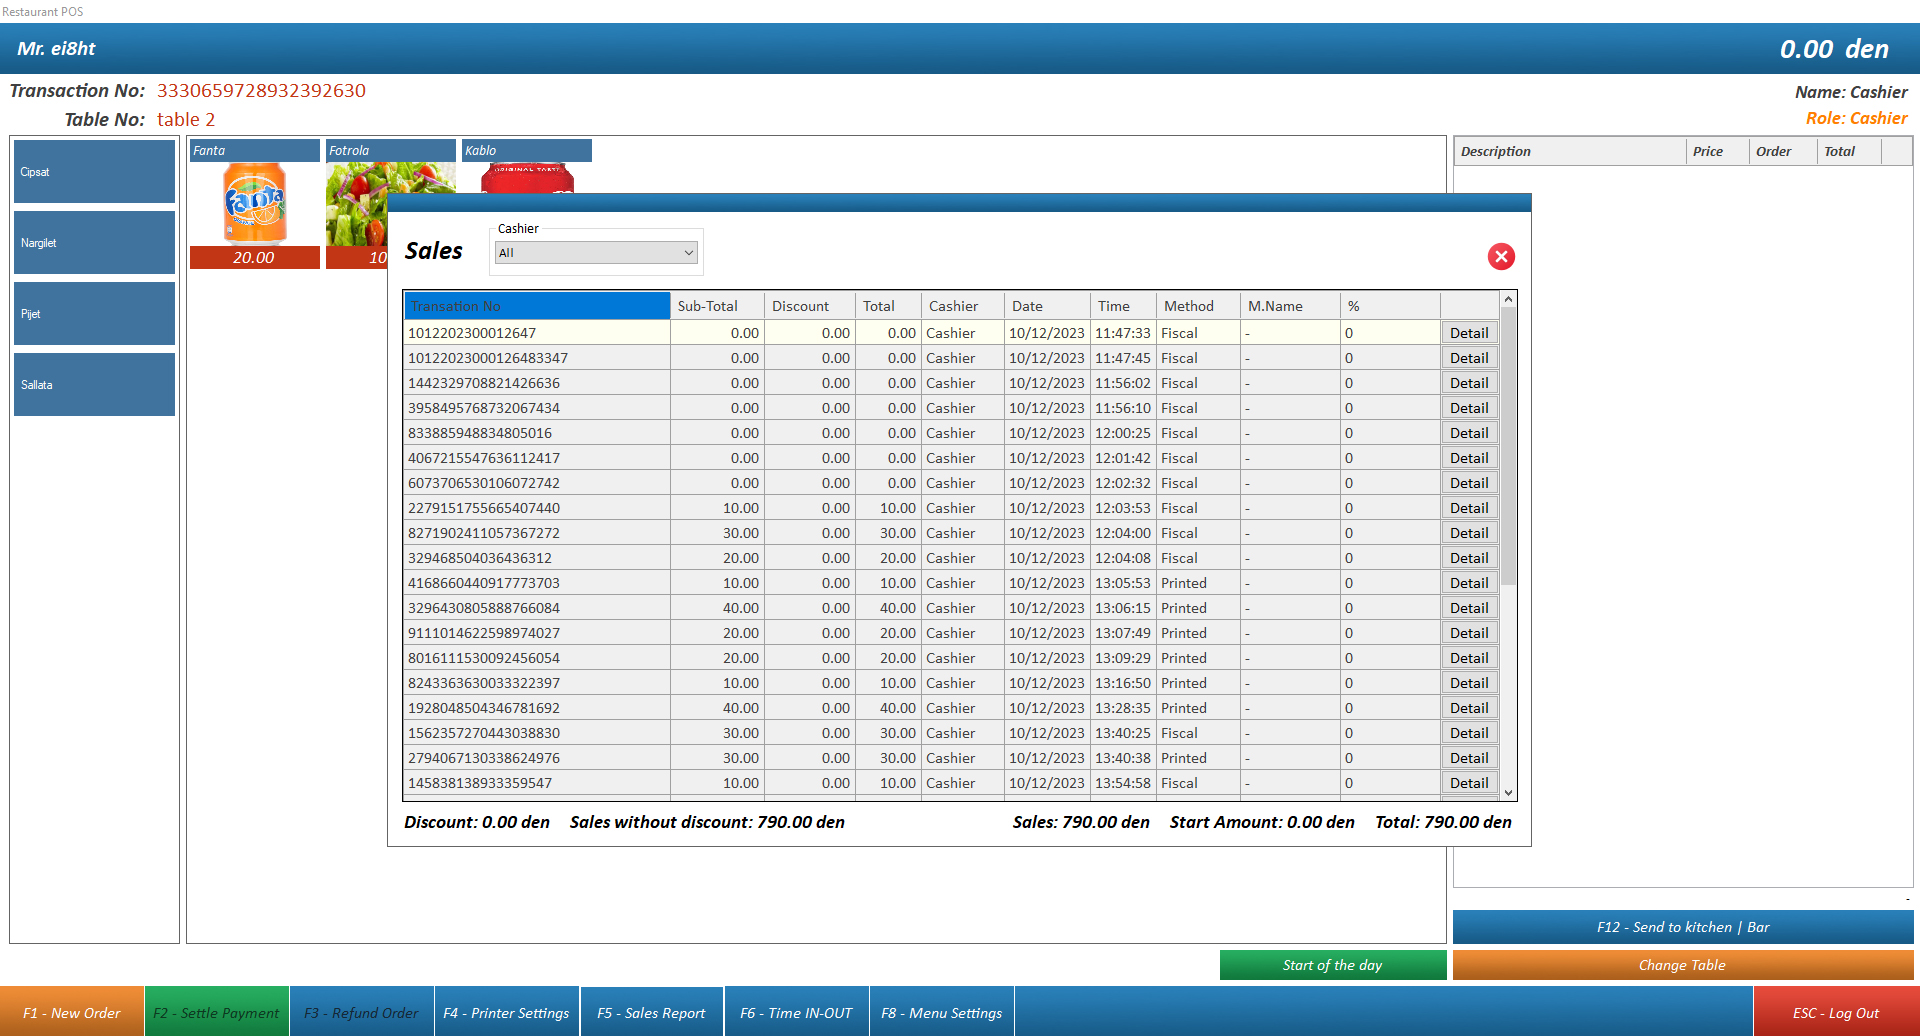 Restaurant POS
Mr. ei8ht
0.00 den
Transaction No: 3330659728932392630
Name: Cashier
Table No: table 2
Role: Cashier
Cipsat
Nargilet
Pijet
Sallata
Fanta
Fotrola
Kablo
ORIGINAL TAST
Fanta
20.00
10
Description Price Order Total
Sales
Cashier
All
Transation No Sub-Total Discount Total Cashier Date Time Method M.Name %
1012202300012647 0.00 0.00 0.00 Cashier 10/12/2023 11:47:33 Fiscal - 0 Detail
10122023000126483347 0.00 0.00 0.00 Cashier 10/12/2023 11:47:45 Fiscal - 0 Detail
1442329708821426636 0.00 0.00 0.00 Cashier 10/12/2023 11:56:02 Fiscal - 0 Detail
3958495768732067434 0.00 0.00 0.00 Cashier 10/12/2023 11:56:10 Fiscal - 0 Detail
833885948834805016 0.00 0.00 0.00 Cashier 10/12/2023 12:00:25 Fiscal - 0 Detail
4067215547636112417 0.00 0.00 0.00 Cashier 10/12/2023 12:01:42 Fiscal - 0 Detail
6073706530106072742 0.00 0.00 0.00 Cashier 10/12/2023 12:02:32 Fiscal - 0 Detail
2279151755665407440 10.00 0.00 10.00 Cashier 10/12/2023 12:03:53 Fiscal - 0 Detail
8271902411057367272 30.00 0.00 30.00 Cashier 10/12/2023 12:04:00 Fiscal - 0 Detail
329468504036436312 20.00 0.00 20.00 Cashier 10/12/2023 12:04:08 Fiscal - 0 Detail
4168660440917773703 10.00 0.00 10.00 Cashier 10/12/2023 13:05:53 Printed - 0 Detail
3296430805888766084 40.00 0.00 40.00 Cashier 10/12/2023 13:06:15 Printed - 0 Detail
9111014622598974027 20.00 0.00 20.00 Cashier 10/12/2023 13:07:49 Printed - 0 Detail
8016111530092456054 20.00 0.00 20.00 Cashier 10/12/2023 13:09:29 Printed - 0 Detail
8243363630033322397 10.00 0.00 10.00 Cashier 10/12/2023 13:16:50 Printed - 0 Detail
1928048504346781692 40.00 0.00 40.00 Cashier 10/12/2023 13:28:35 Printed - 0 Detail
1562357270443038830 30.00 0.00 30.00 Cashier 10/12/2023 13:40:25 Fiscal - 0 Detail
2794067130338624976 30.00 0.00 30.00 Cashier 10/12/2023 13:40:38 Printed - 0 Detail
145838138933359547 10.00 0.00 10.00 Cashier 10/12/2023 13:54:58 Fiscal - 0 Detail
Discount: 0.00 den Sales without discount: 790.00 den Sales: 790.00 den Start Amount: 0.00 den Total: 790.00 den
-
F12 - Send to kitchen | Bar
Start of the day
Change Table
F1 - New Order
F2 - Settle Payment
F3 - Refund Order
F4 - Printer Settings
F5 - Sales Report
F6 - Time IN-OUT
F8 - Menu Settings
ESC - Log Out